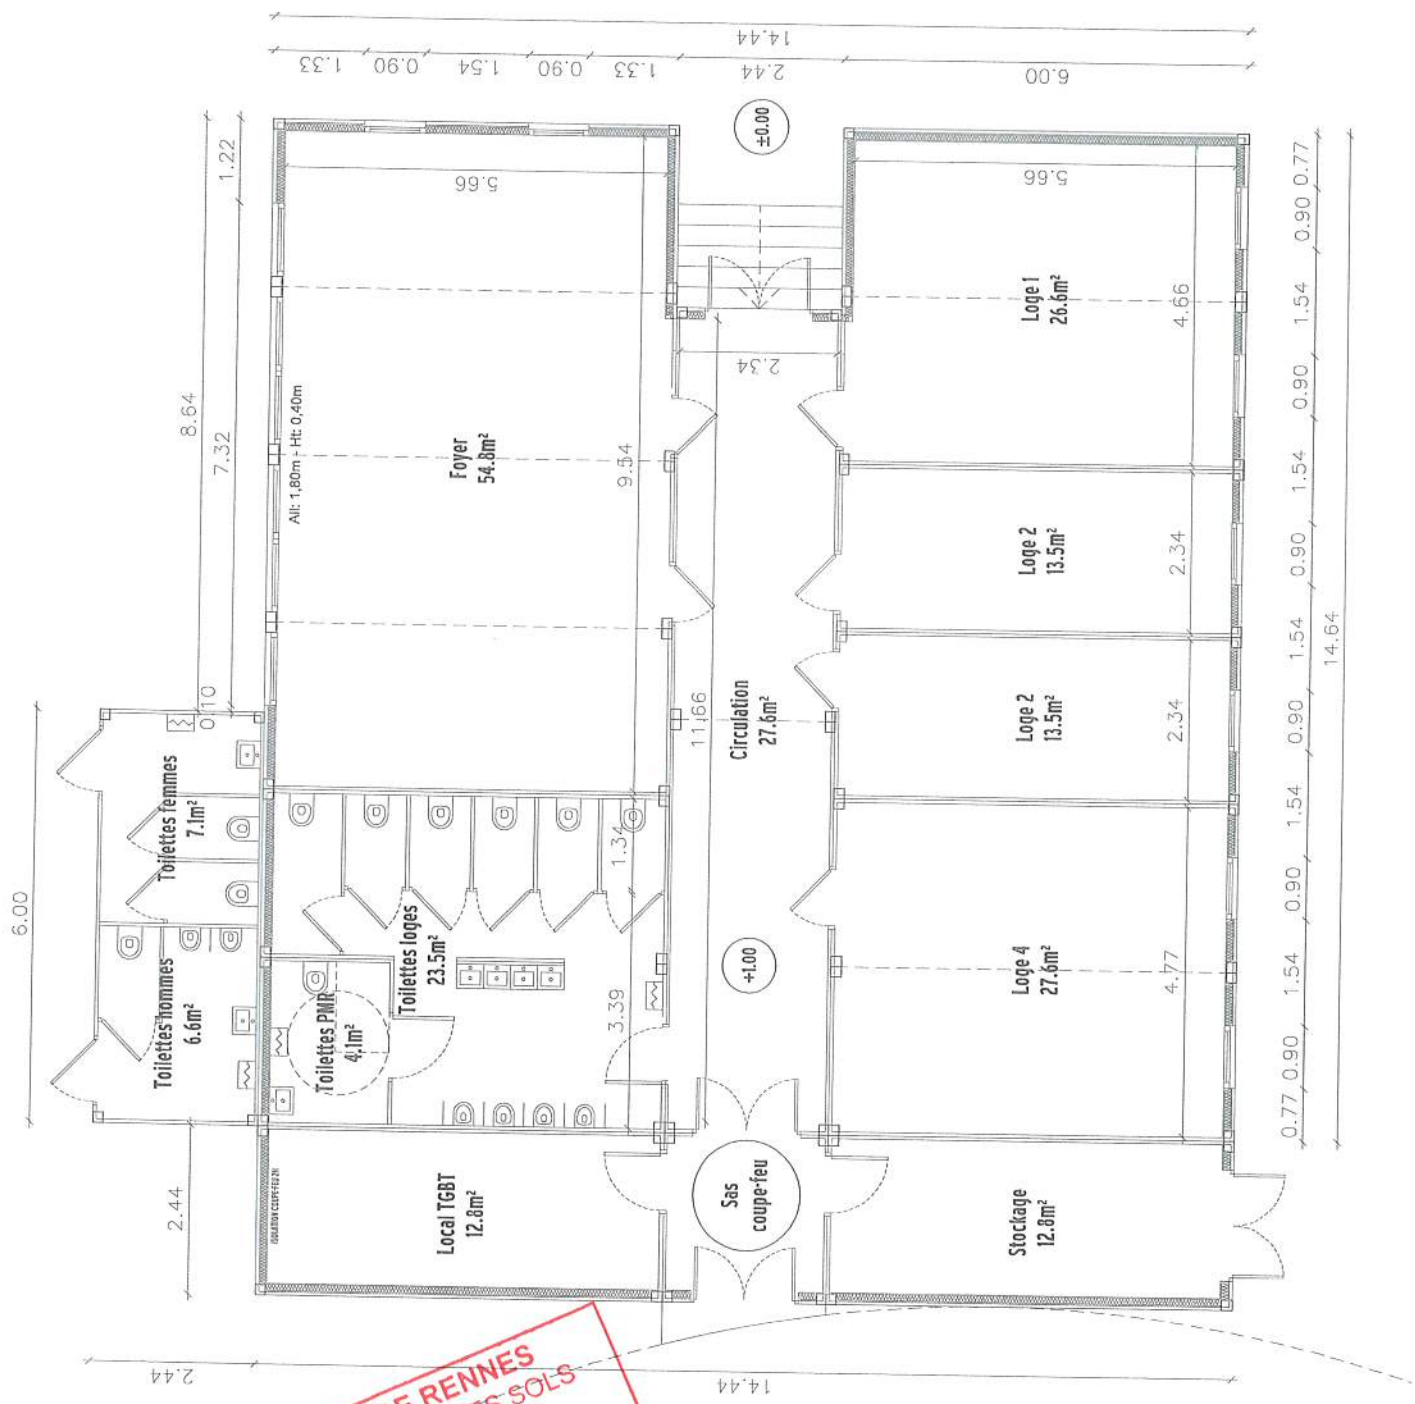 14.44
1.33
0.90
1.54
0.90
1.33
2.44
6.00
±0.00
8.64
1.22
7.32
0.10
5.66
5.66
All: 1,80m - Ht: 0,40m
Foyer
54.8m²
9.54
2.34
Loge 1
26.6m²
4.66
Loge 2
13.5m²
2.34
Loge 2
13.5m²
2.34
Loge 4
27.6m²
4.77
Circulation
27.6m²
11.66
+1.00
6.00
Toilettes femmes
7.1m²
Toilettes hommes
6.6m²
Toilettes PMR
4.1m²
Toilettes loges
23.5m²
1.34
3.39
Local TGBT
12.8m²
ISOLATION COUPE-FEU 2H
Sas
coupe-feu
Stockage
12.8m²
0.77
0.90
1.54
0.90
1.54
0.90
1.54
0.90
1.54
0.90
1.54
0.90
0.77
14.64
2.44
2.44
14.44
RENNES
SOLS